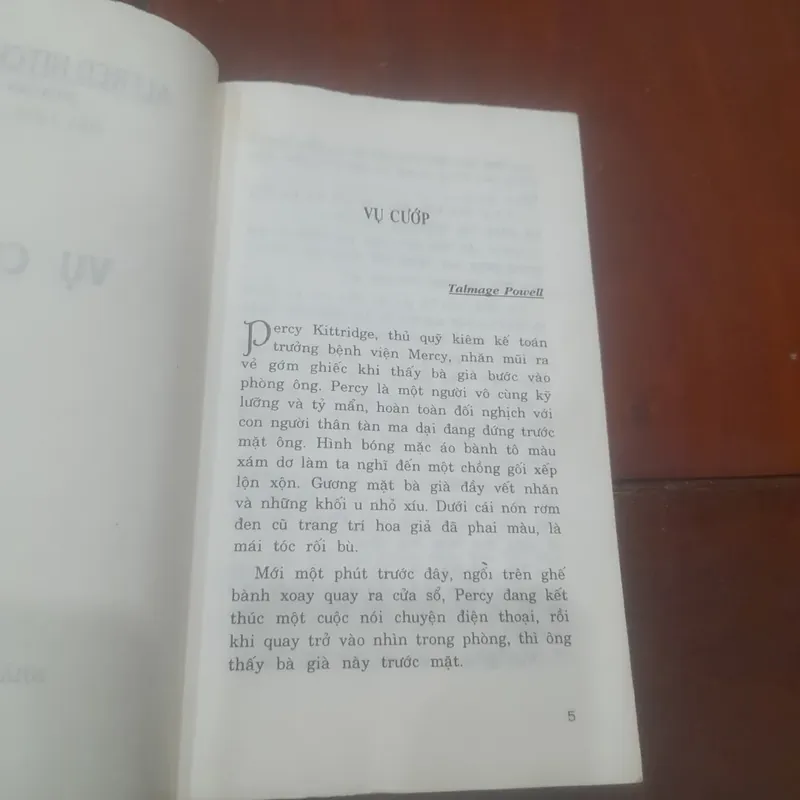 VỤ CƯỚP
Talmage Powell
Percy Kittridge, thủ quỹ kiêm kế toán
trưởng bệnh viện Mercy, nhăn mũi ra
vẻ gớm ghiếc khi thấy bà già bước vào
phòng ông. Percy là một người vô cùng kỹ
lưỡng và tỷ mẩn, hoàn toàn đối nghịch với
con người thân tàn ma dại đang đứng trước
mặt ông. Hình bóng mặc áo bành tô màu
xám dơ làm ta nghĩ đến một chồng gối xếp
lộn xộn. Gương mặt bà già đầy vết nhăn
và những khối u nhỏ xíu. Dưới cái nón rơm
đen cũ trang trí hoa giả đã phai màu, là
mái tóc rối bù.
Mới một phút trước đây, ngồi trên ghế
bành xoay quay ra cửa sổ, Percy đang kết
thúc một cuộc nói chuyện điện thoại, rồi
khi quay trở vào nhìn trong phòng, thì ông
thấy bà già này trước mặt.
5